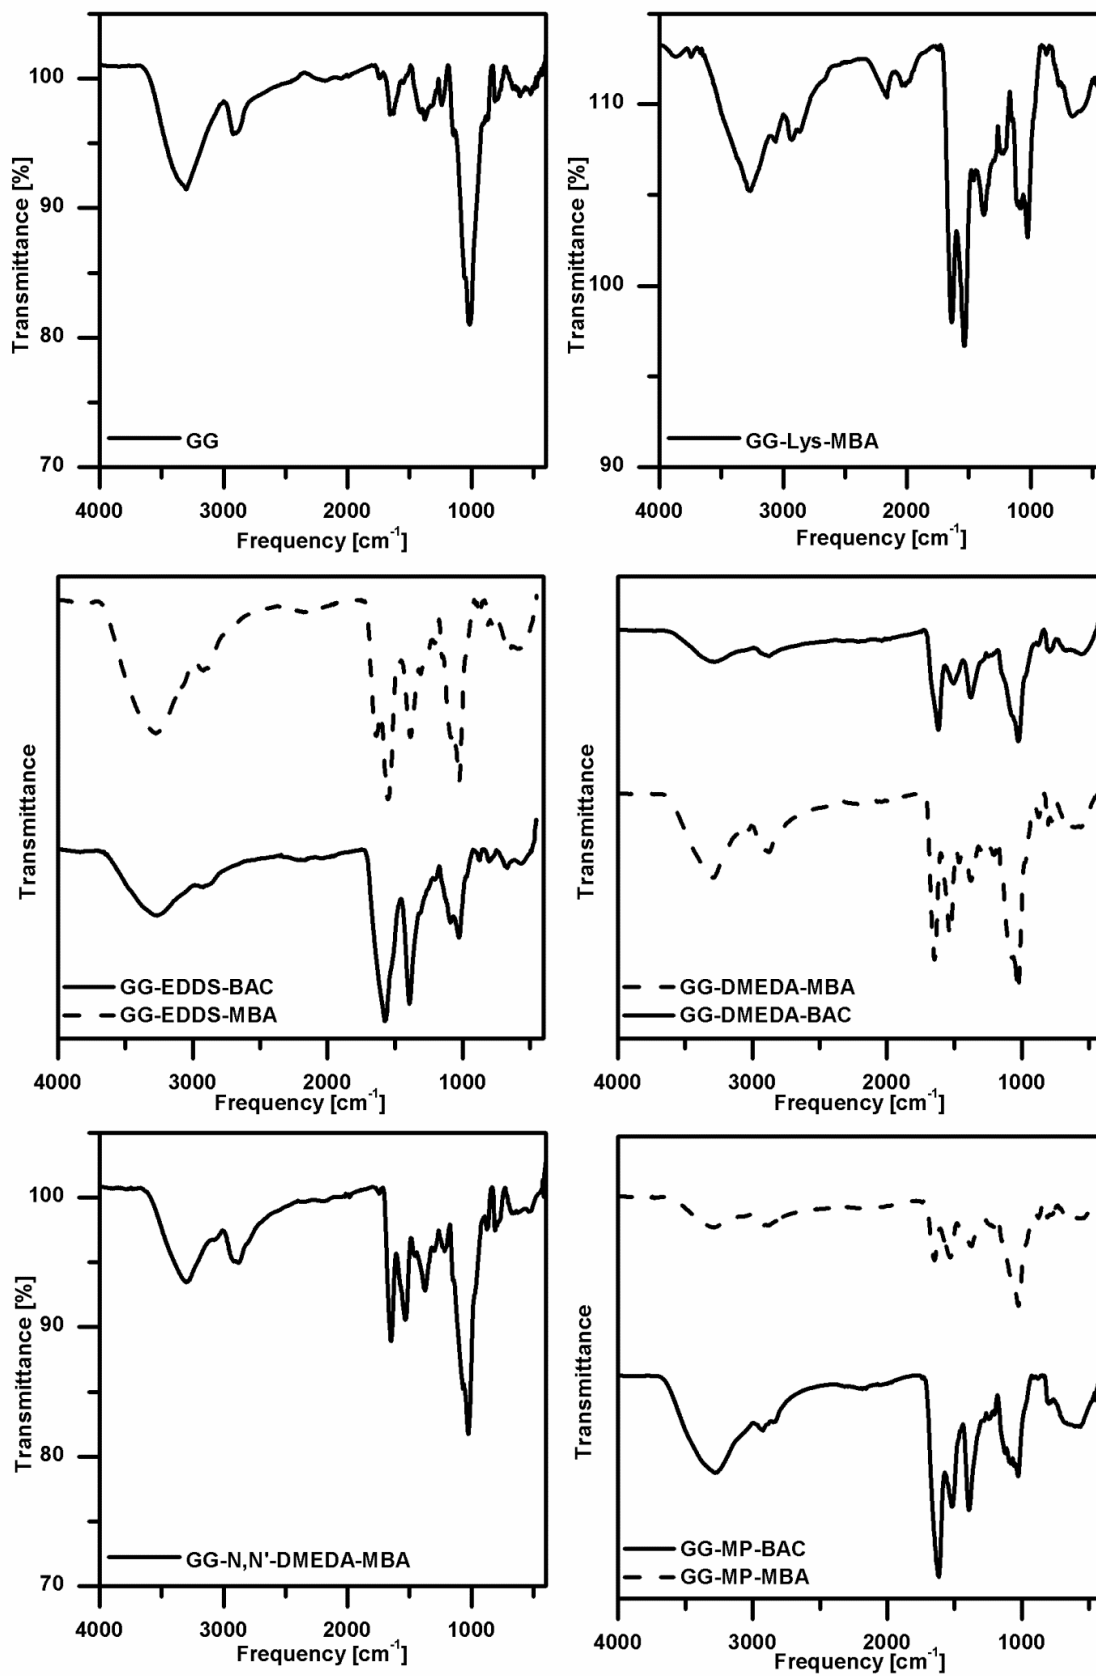 Transmittance [%]
100
90
80
70
GG
4000 3000 2000 1000
Frequency [cm-1]
Transmittance [%]
110
100
90
GG-Lys-MBA
4000 3000 2000 1000
Frequency [cm-1]
Transmittance
GG-EDDS-BAC
GG-EDDS-MBA
4000 3000 2000 1000
Frequency [cm-1]
Transmittance
GG-DMEDA-MBA
GG-DMEDA-BAC
4000 3000 2000 1000
Frequency [cm-1]
Transmittance [%]
100
90
80
70
GG-N,N'-DMEDA-MBA
4000 3000 2000 1000
Frequency [cm-1]
Transmittance
GG-MP-BAC
GG-MP-MBA
4000 3000 2000 1000
Frequency [cm-1]